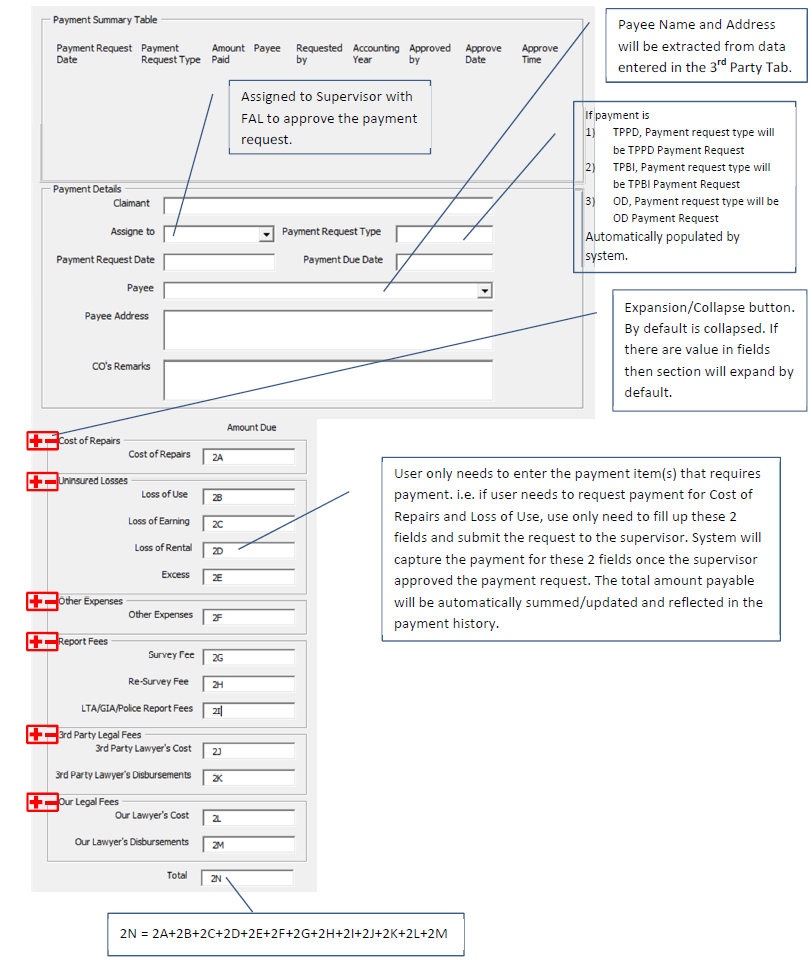 Payment Summary Table
Payment Request Date
Payment Request Type
Amount Paid
Payee
Requested by
Accounting Year
Approved by
Approve Date
Approve Time
Payee Name and Address
will be extracted from data
entered in the 3rd Party Tab.
Assigned to Supervisor with
FAL to approve the payment
request.
If payment is
1) TPPD, Payment request type will
be TPPD Payment Request
2) TPBI, Payment request type will
be TPBI Payment Request
3) OD, Payment request type will be
OD Payment Request
Automatically populated by
system.
Payment Details
Claimant
Assigne to
Payment Request Type
Payment Request Date
Payment Due Date
Payee
Payee Address
CO's Remarks
Expansion/Collapse button.
By default is collapsed. If
there are value in fields
then section will expand by
default.
Amount Due
Cost of Repairs
Cost of Repairs 2A
Uninsured Losses
Loss of Use 2B
Loss of Earning 2C
Loss of Rental 2D
Excess 2E
Other Expenses
Other Expenses 2F
Report Fees
Survey Fee 2G
Re-Survey Fee 2H
LTA/GIA/Police Report Fees 2I
3rd Party Legal Fees
3rd Party Lawyer's Cost 2J
3rd Party Lawyer's Disbursements 2K
Our Legal Fees
Our Lawyer's Cost 2L
Our Lawyer's Disbursements 2M
Total 2N
User only needs to enter the payment item(s) that requires
payment. i.e. if user needs to request payment for Cost of
Repairs and Loss of Use, use only need to fill up these 2
fields and submit the request to the supervisor. System will
capture the payment for these 2 fields once the supervisor
approved the payment request. The total amount payable
will be automatically summed/updated and reflected in the
payment history.
2N = 2A+2B+2C+2D+2E+2F+2G+2H+2I+2J+2K+2L+2M